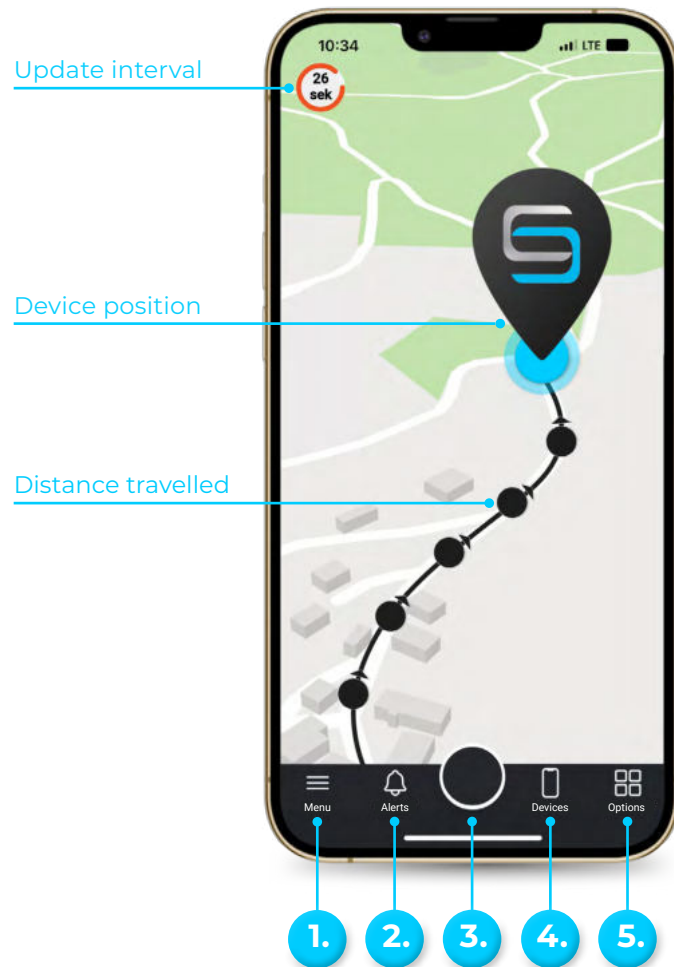 10:34
LTE
Update interval
26
sek
Device position
Distance travelled
Menu
Alerts
Devices
Options
1.
2.
3.
4.
5.